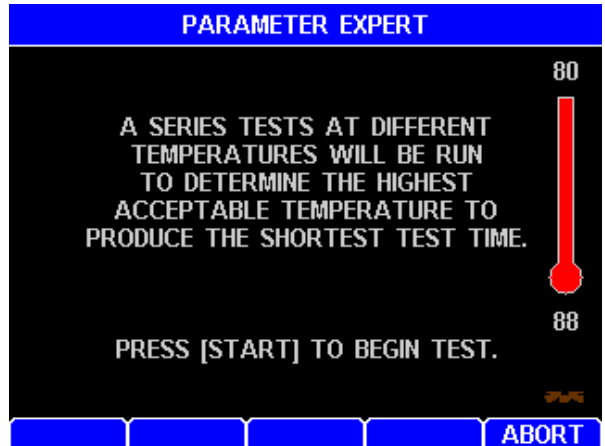 PARAMETER EXPERT
80
A SERIES TESTS AT DIFFERENT
TEMPERATURES WILL BE RUN
TO DETERMINE THE HIGHEST
ACCEPTABLE TEMPERATURE TO
PRODUCE THE SHORTEST TEST TIME.
88
PRESS [START] TO BEGIN TEST.
ABORT